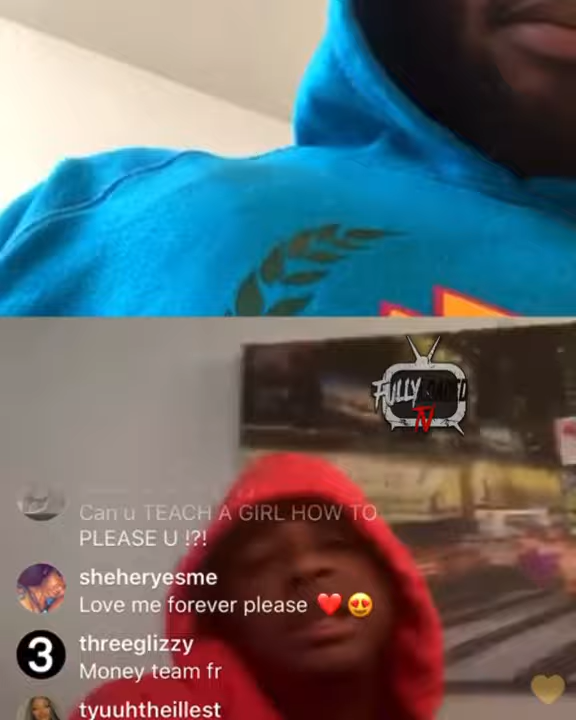 FULLY LOADED
TV
Can u TEACH A GIRL HOW TO
PLEASE U !?!
sheheryesme
Love me forever please ❤️😍
3
threeglizzy
Money team fr
tyuuhtheillest